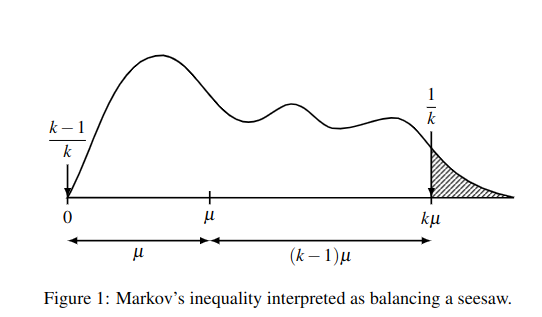 1
k
k − 1
k
0
μ
kμ
μ
(k − 1)μ
Figure 1: Markov's inequality interpreted as balancing a seesaw.